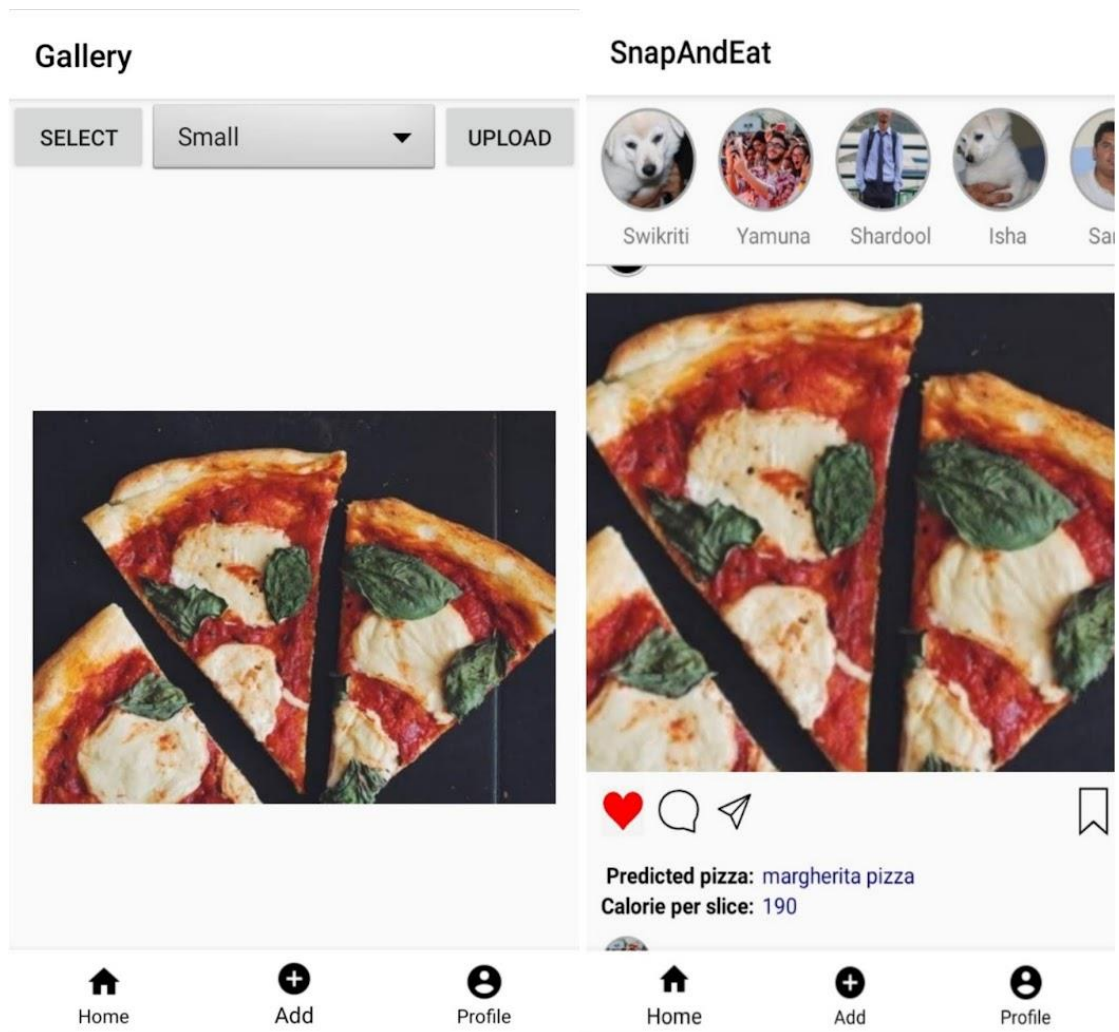 Gallery
SELECT Small UPLOAD
Home Add Profile
SnapAndEat
Swikriti Yamuna Shardool Isha Sar
Predicted pizza: margherita pizza
Calorie per slice: 190
Home Add Profile